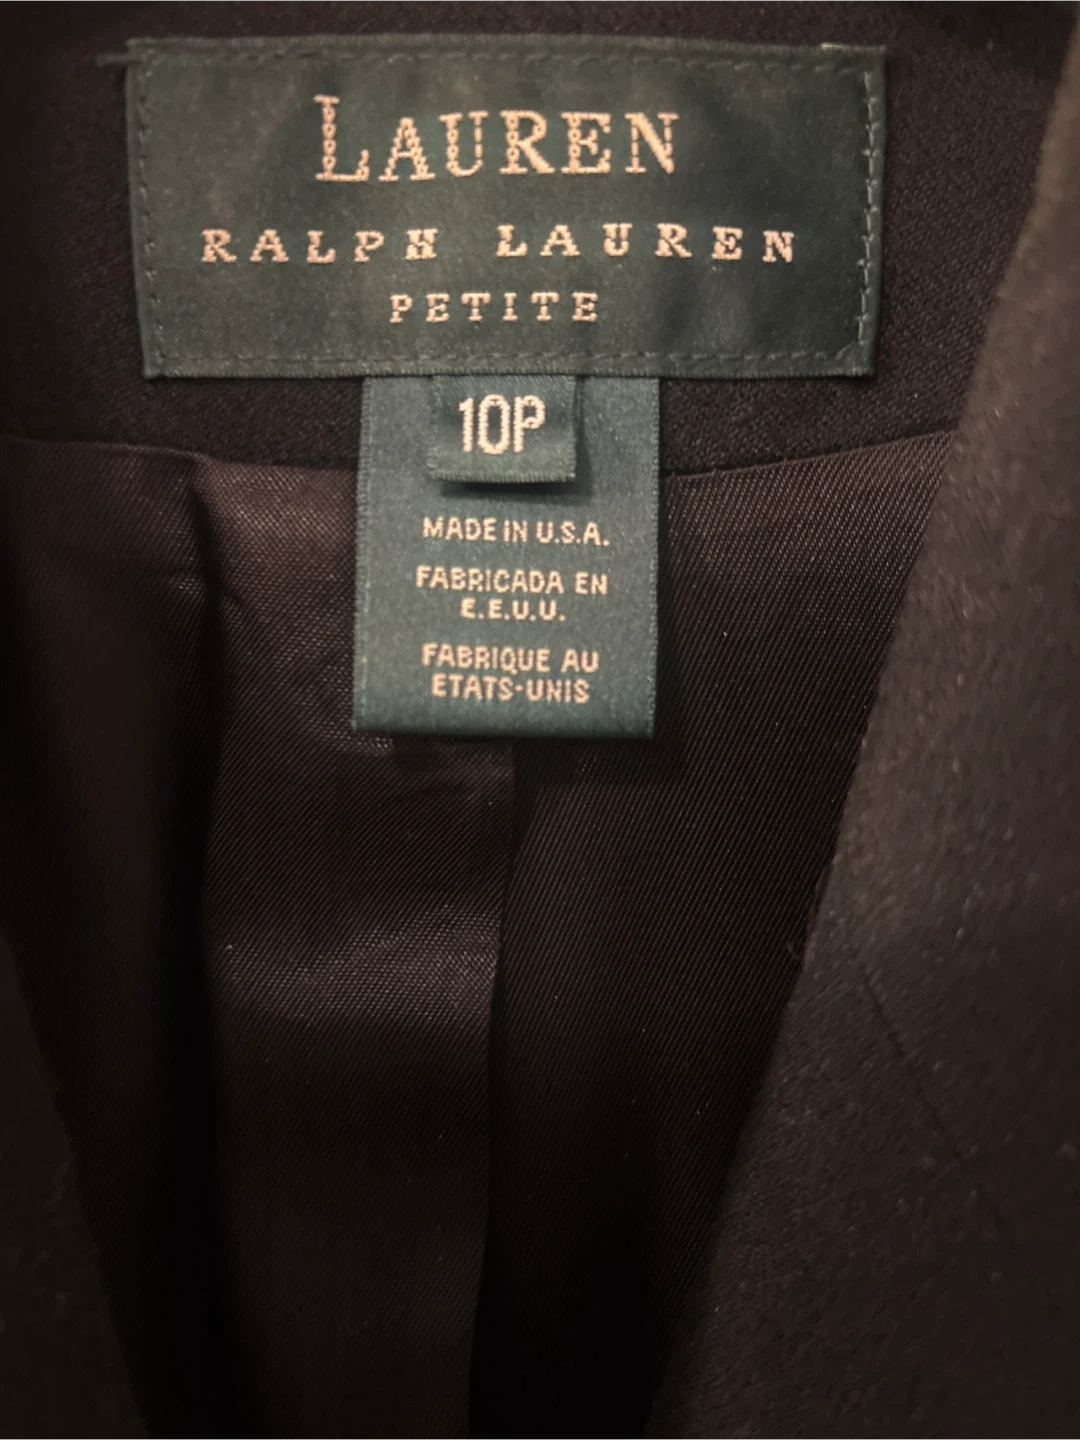 LAUREN
RALPH LAUREN
PETITE
10P
MADE IN U.S.A.
FABRICADA EN
E.E.U.U.
FABRIQUE AU
ETATS-UNIS